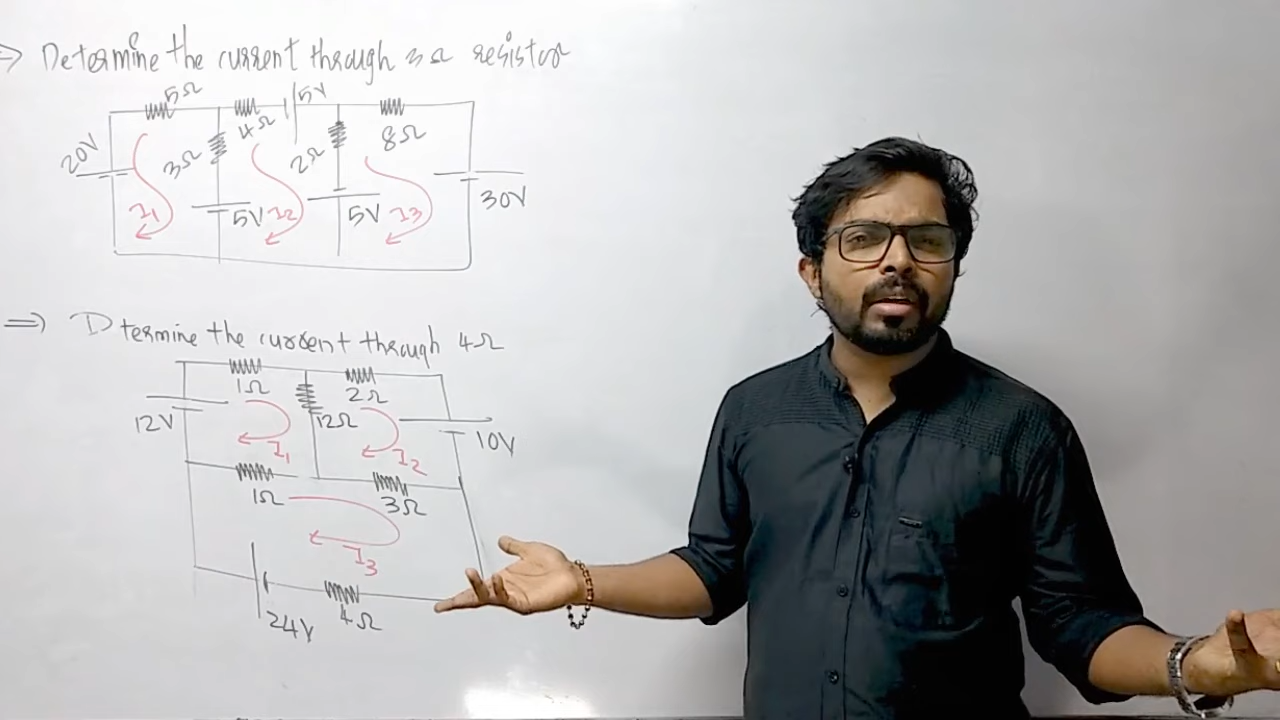 => Determine the current through 3Ω resistor
5Ω 5V
4Ω
20V 3Ω 2Ω 8Ω
I1 5V I2 5V I3 30V
=> Dtermine the current through 4Ω
1Ω 2Ω
12V 12Ω 10V
I1 I2
1Ω 3Ω
I3
24V 4Ω